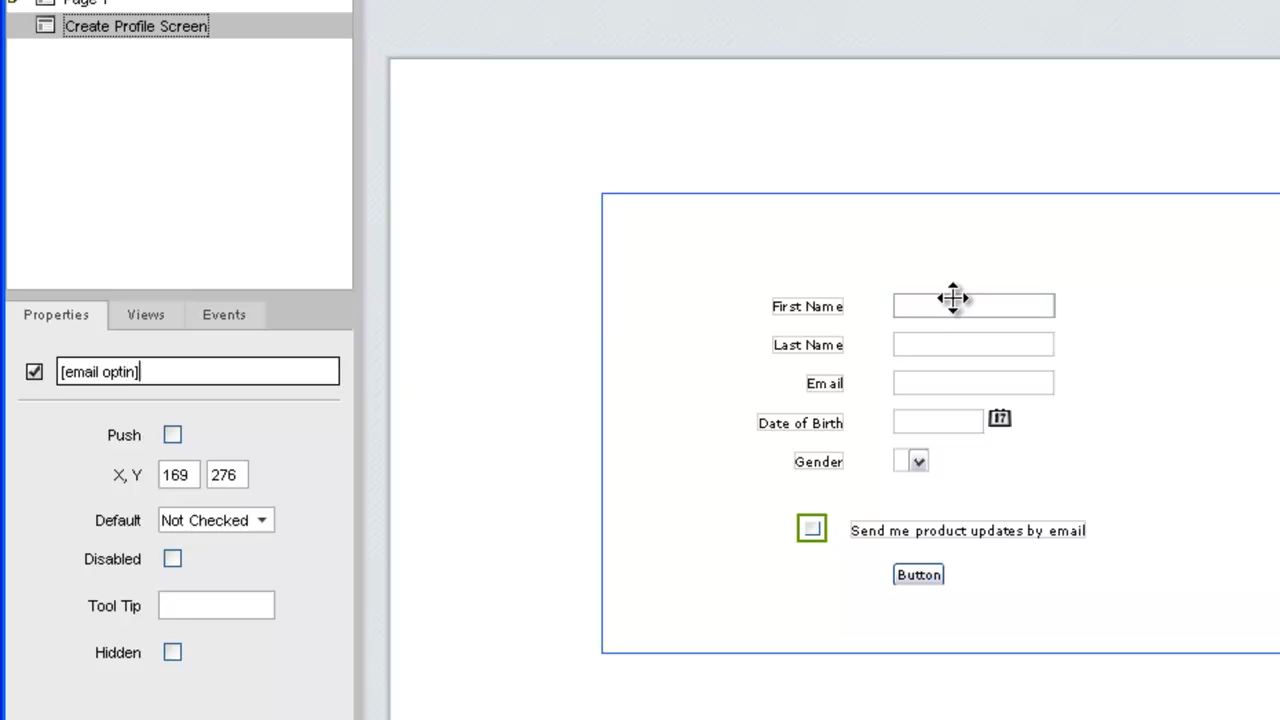 Page 1
Create Profile Screen
Properties
Views
Events
[email optin]
Push
X, Y
169
276
Default
Not Checked
Disabled
Tool Tip
Hidden
First Name
Last Name
Email
Date of Birth
17
Gender
Send me product updates by email
Button